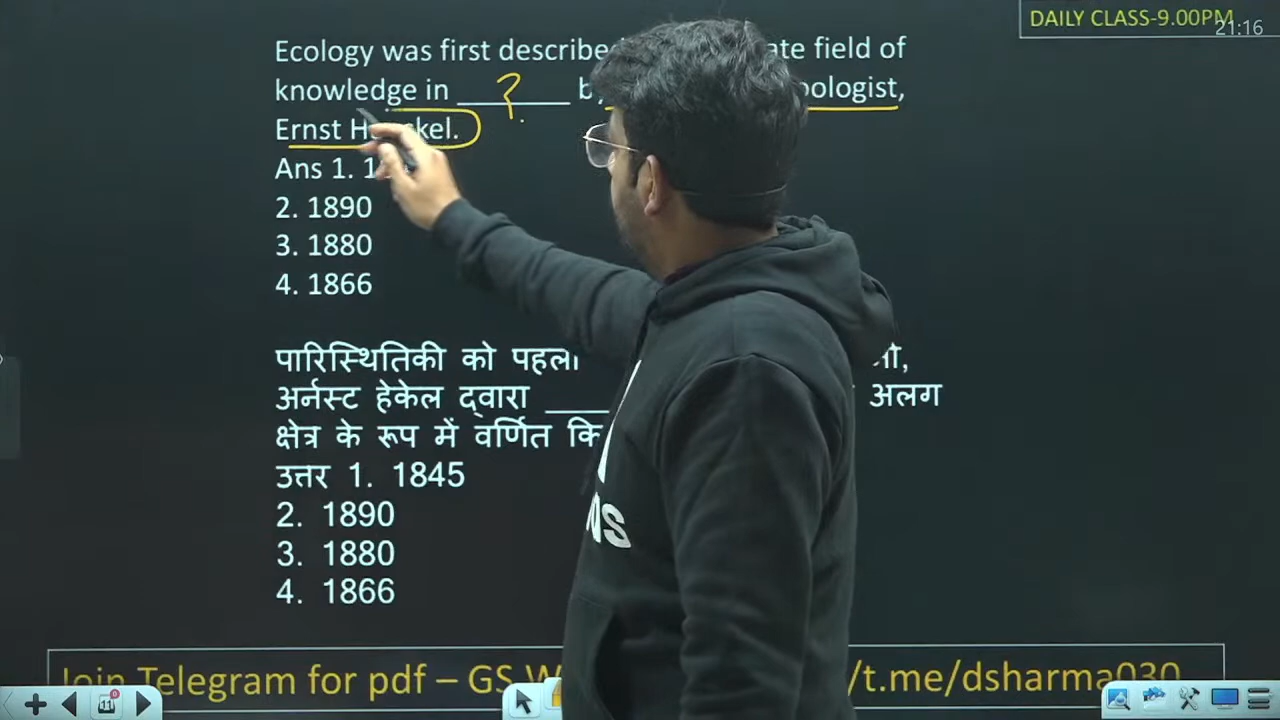 DAILY CLASS-9.00PM
21:16
Ecology was first describe ate field of
knowledge in ______ ? b ologist,
Ernst H kel.
Ans 1. 1
2. 1890
3. 1880
4. 1866
पारिस्थितिकी को पहली
अर्नस्ट हेकेल द्वारा ____ अलग
क्षेत्र के रूप में वर्णित कि
उत्तर 1. 1845
2. 1890
3. 1880
4. 1866
Join Telegram for pdf – GS W /t.me/dsharma030
11